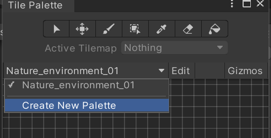 Tile Palette
Active Tilemap Nothing
Nature_environment_01 Edit Gizmos
✓ Nature_environment_01
Create New Palette